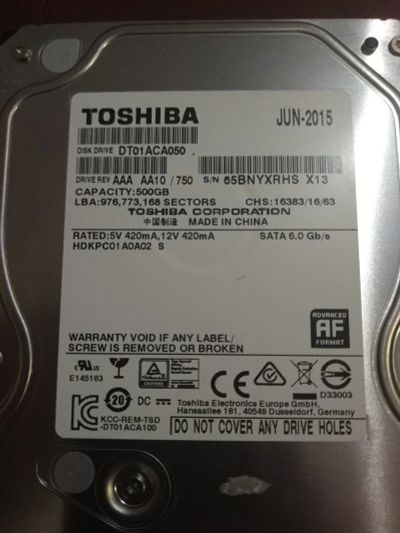 TOSHIBA
JUN-2015
DISK DRIVE DT01ACA050
DRIVE REV AAA AA10 / 750 S/N 65BNYXRHS X13
CAPACITY:500GB
LBA:976,773,168 SECTORS CHS:16383/16/63
TOSHIBA CORPORATION
中国制造 MADE IN CHINA
RATED:5V 420mA,12V 420mA SATA 6.0 Gb/s
HDKPC01A0A02 S
ADVANCED
AF
FORMAT
WARRANTY VOID IF ANY LABEL/
SCREW IS REMOVED OR BROKEN
E145163
D33003
20 DC
Toshiba Electronics Europe GmbH
Hansaallee 181, 40549 Dusseldorf, Germany
KCC-REM-TSD
-DT01ACA100
DO NOT COVER ANY DRIVE HOLES